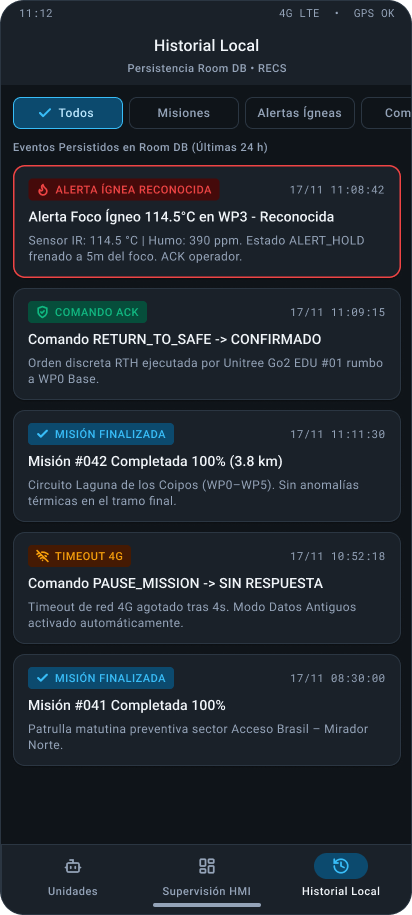 11:12 4G LTE • GPS OK
Historial Local
Persistencia Room DB • RECS
Todos Misiones Alertas Ígneas Com
Eventos Persistidos en Room DB (Últimas 24 h)
ALERTA ÍGNEA RECONOCIDA 17/11 11:08:42
Alerta Foco Ígneo 114.5°C en WP3 - Reconocida
Sensor IR: 114.5 °C | Humo: 390 ppm. Estado ALERT_HOLD
frenado a 5m del foco. ACK operador.
COMANDO ACK 17/11 11:09:15
Comando RETURN_TO_SAFE -> CONFIRMADO
Orden discreta RTH ejecutada por Unitree Go2 EDU #01 rumbo
a WP0 Base.
MISIÓN FINALIZADA 17/11 11:11:30
Misión #042 Completada 100% (3.8 km)
Circuito Laguna de los Coipos (WP0–WP5). Sin anomalías
térmicas en el tramo final.
TIMEOUT 4G 17/11 10:52:18
Comando PAUSE_MISSION -> SIN RESPUESTA
Timeout de red 4G agotado tras 4s. Modo Datos Antiguos
activado automáticamente.
MISIÓN FINALIZADA 17/11 08:30:00
Misión #041 Completada 100%
Patrulla matutina preventiva sector Acceso Brasil – Mirador
Norte.
Unidades Supervisión HMI Historial Local